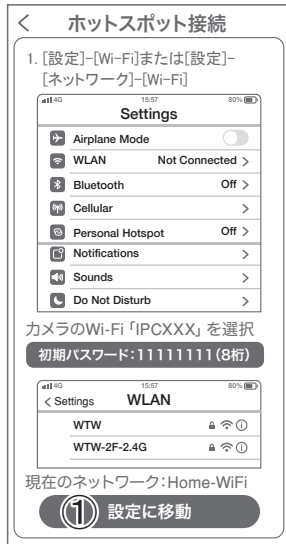 < ホットスポット接続
1. [設定]-[Wi-Fi]または[設定]-
[ネットワーク]-[Wi-Fi]
4G 15:57 80%
Settings
Airplane Mode
WLAN Not Connected >
Bluetooth Off >
Cellular >
Personal Hotspot Off >
Notifications >
Sounds >
Do Not Disturb >
カメラのWi-Fi「IPCXXX」を選択
初期パスワード:11111111(8桁)
4G 15:57 80%
< Settings WLAN
WTW
WTW-2F-2.4G
現在のネットワーク:Home-WiFi
① 設定に移動